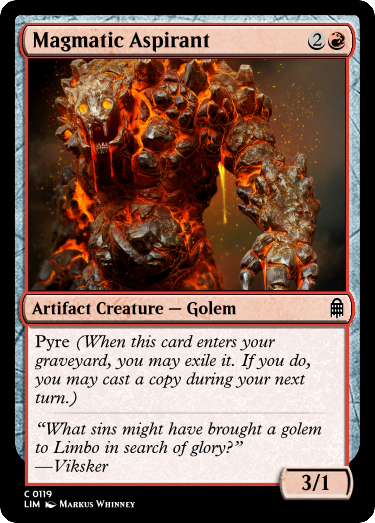 Magmatic Aspirant 2
Artifact Creature — Golem
Pyre (When this card enters your
graveyard, you may exile it. If you do,
you may cast a copy during your next
turn.)
“What sins might have brought a golem
to Limbo in search of glory?”
—Viksker
3/1
C 0119
LIM Markus Whinney